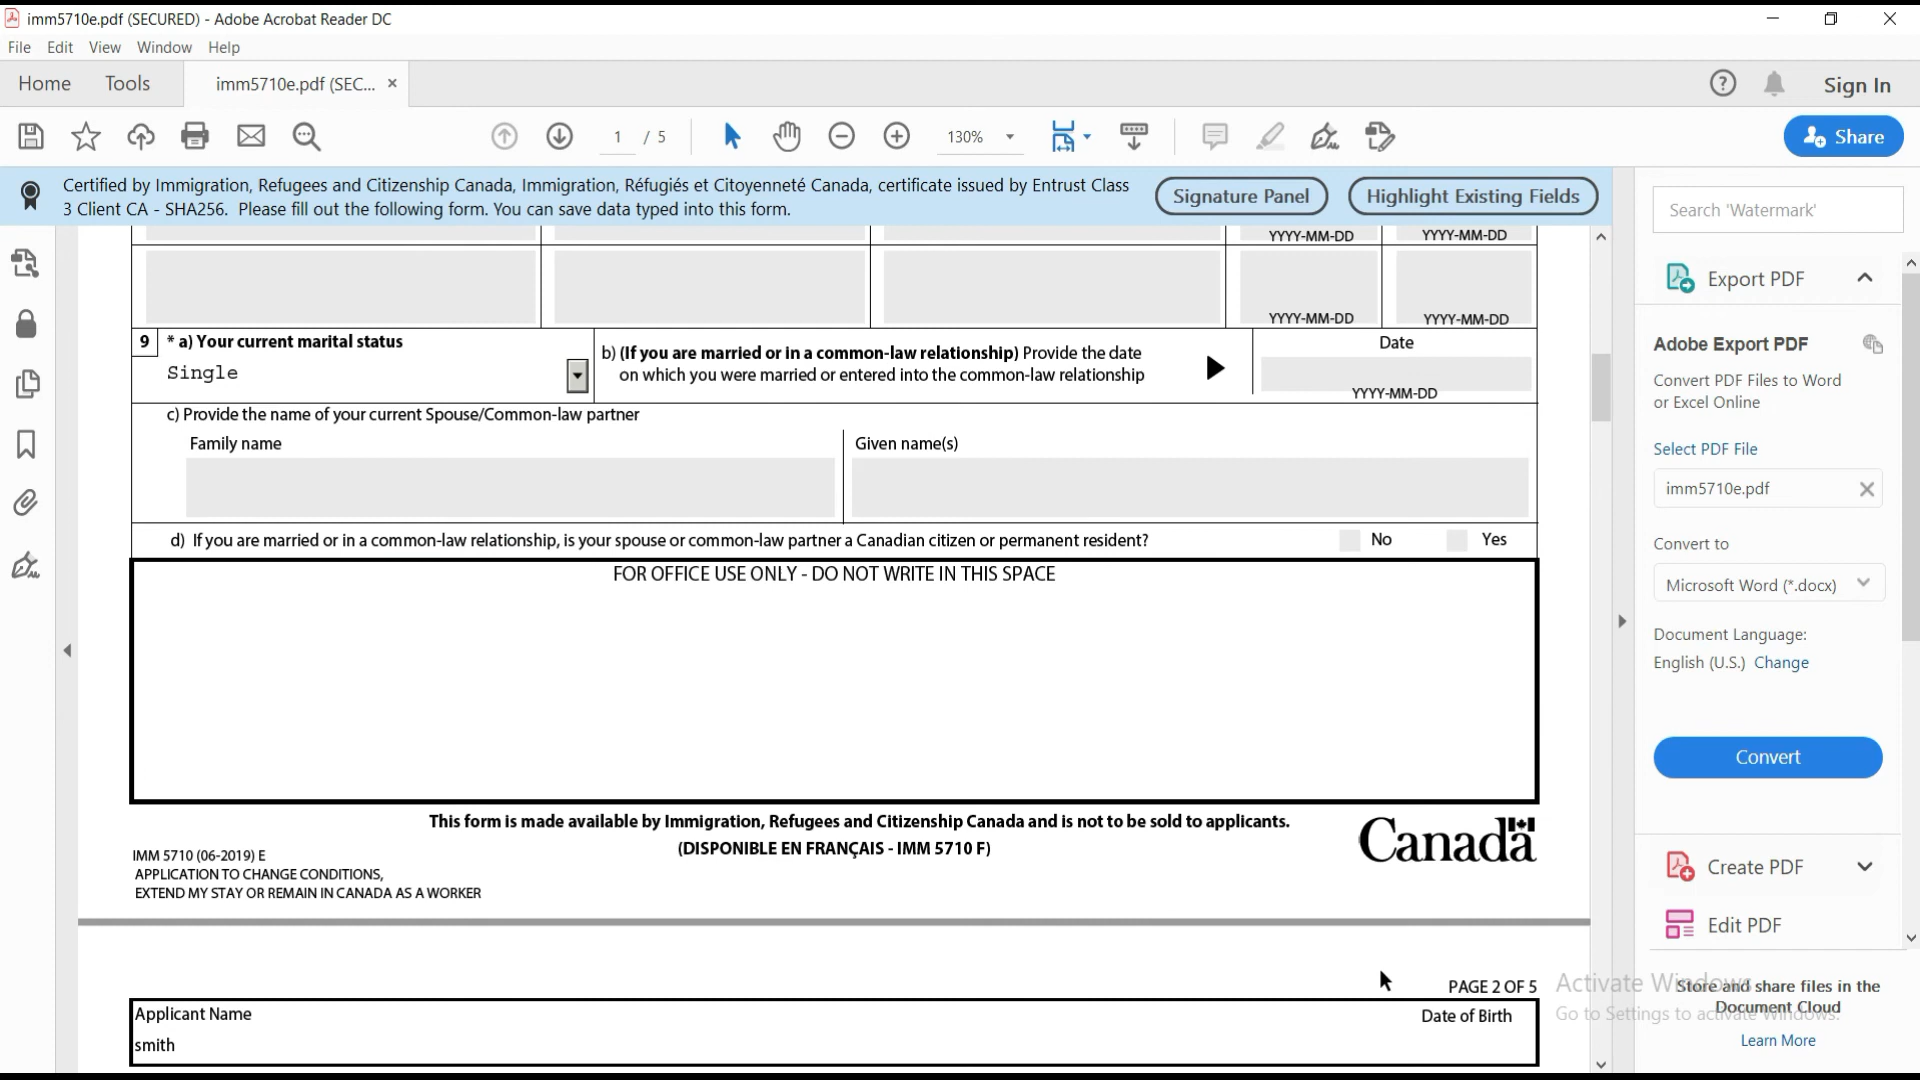 imm5710e.pdf (SECURED) - Adobe Acrobat Reader DC
File Edit View Window Help
Home Tools imm5710e.pdf (SEC... × Sign In
1 / 5 130% Share
Certified by Immigration, Refugees and Citizenship Canada, Immigration, Réfugiés et Citoyenneté Canada, certificate issued by Entrust Class
3 Client CA - SHA256. Please fill out the following form. You can save data typed into this form.
Signature Panel Highlight Existing Fields
YYYY-MM-DD YYYY-MM-DD
YYYY-MM-DD YYYY-MM-DD
9 * a) Your current marital status
Single
b) (If you are married or in a common-law relationship) Provide the date
on which you were married or entered into the common-law relationship
Date
YYYY-MM-DD
c) Provide the name of your current Spouse/Common-law partner
Family name Given name(s)
d) If you are married or in a common-law relationship, is your spouse or common-law partner a Canadian citizen or permanent resident? No Yes
FOR OFFICE USE ONLY - DO NOT WRITE IN THIS SPACE
This form is made available by Immigration, Refugees and Citizenship Canada and is not to be sold to applicants.
(DISPONIBLE EN FRANÇAIS - IMM 5710 F)
Canada
IMM 5710 (06-2019) E
APPLICATION TO CHANGE CONDITIONS,
EXTEND MY STAY OR REMAIN IN CANADA AS A WORKER
PAGE 2 OF 5
Applicant Name Date of Birth
smith
Search 'Watermark'
Export PDF
Adobe Export PDF
Convert PDF Files to Word
or Excel Online
Select PDF File
imm5710e.pdf
Convert to
Microsoft Word (*.docx)
Document Language:
English (U.S.) Change
Convert
Create PDF
Edit PDF
Activate Windows
Go to Settings to activate Windows.
Store and share files in the
Document Cloud
Learn More